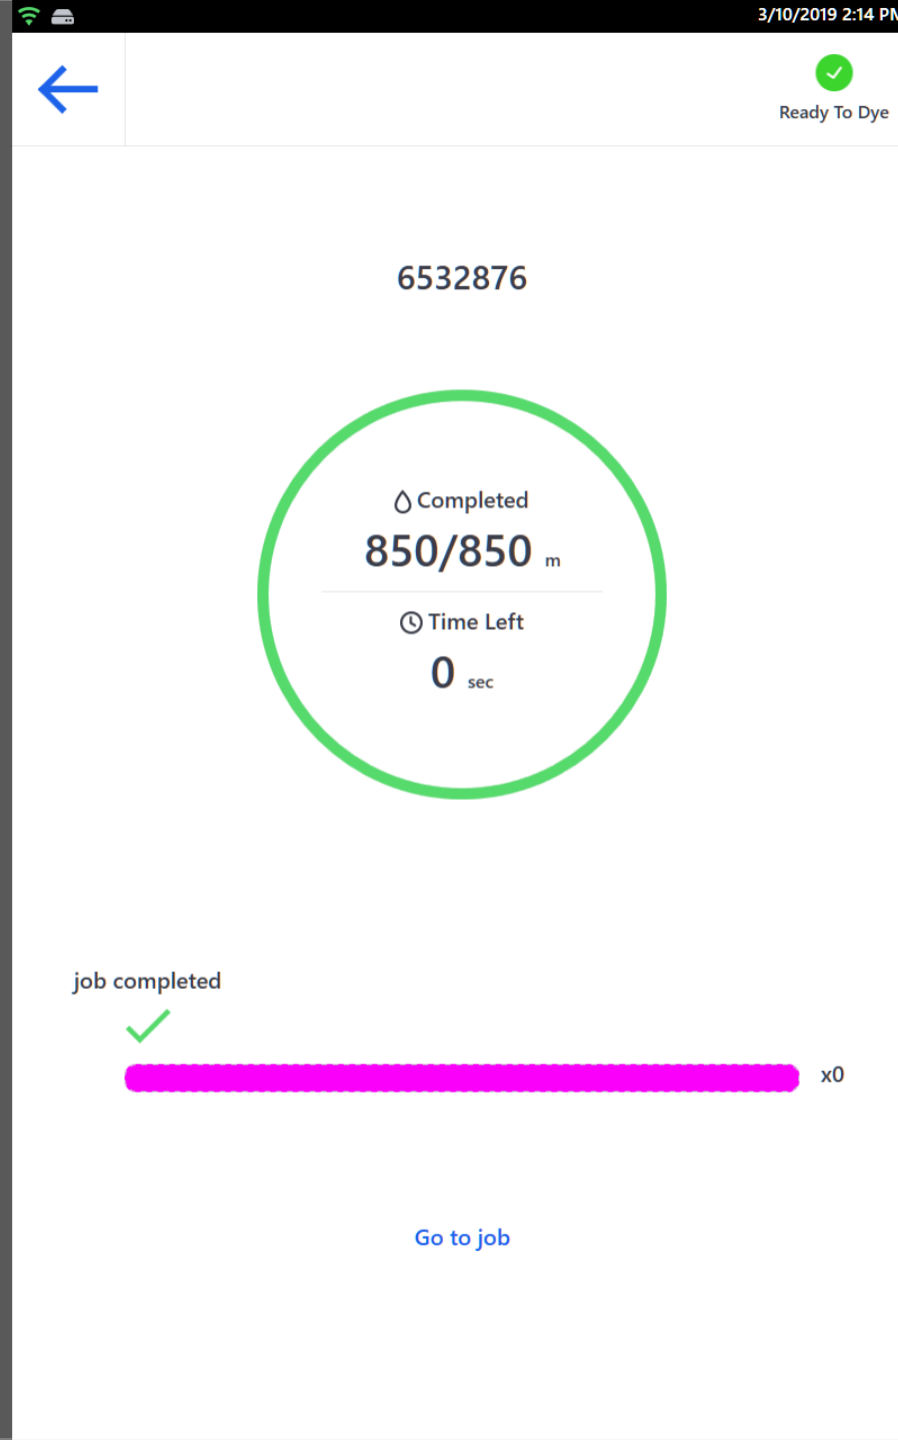 3/10/2019 2:14 PM
Ready To Dye
6532876
Completed
850/850 m
Time Left
0 sec
job completed
x0
Go to job